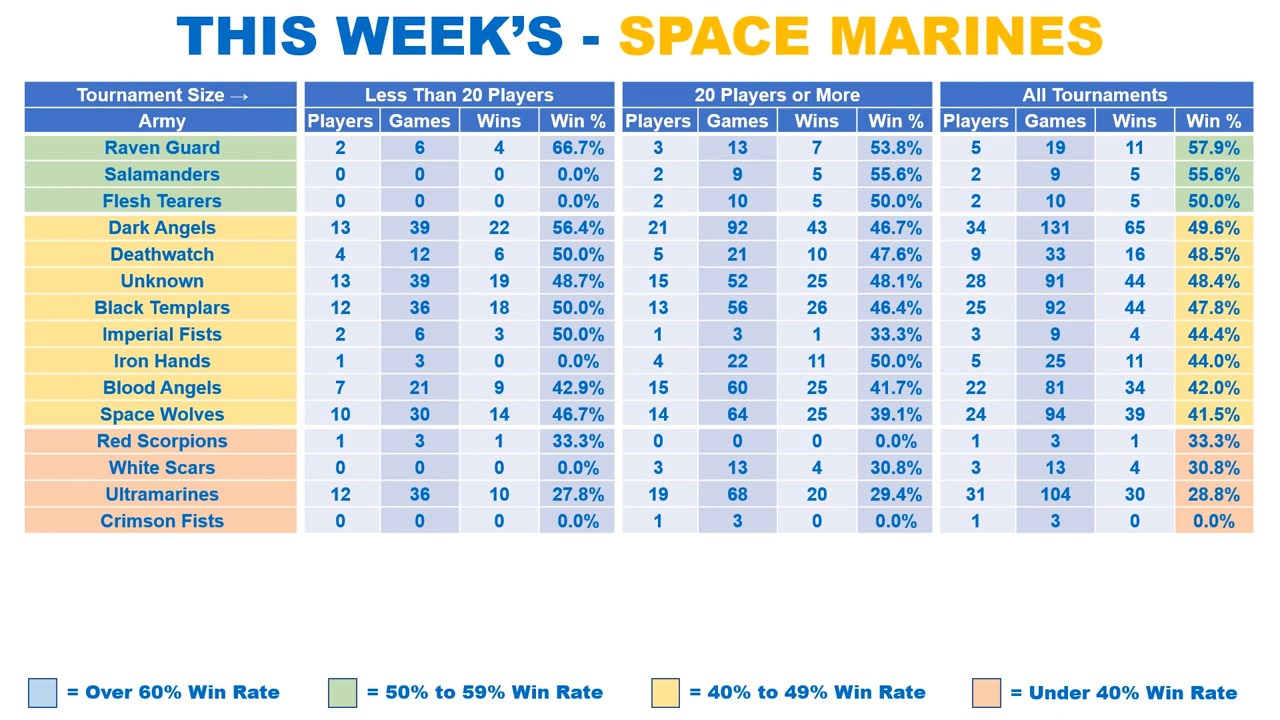 THIS WEEK’S - SPACE MARINES
Tournament Size → Less Than 20 Players 20 Players or More All Tournaments
Army Players Games Wins Win % Players Games Wins Win % Players Games Wins Win %
Raven Guard 2 6 4 66.7% 3 13 7 53.8% 5 19 11 57.9%
Salamanders 0 0 0 0.0% 2 9 5 55.6% 2 9 5 55.6%
Flesh Tearers 0 0 0 0.0% 2 10 5 50.0% 2 10 5 50.0%
Dark Angels 13 39 22 56.4% 21 92 43 46.7% 34 131 65 49.6%
Deathwatch 4 12 6 50.0% 5 21 10 47.6% 9 33 16 48.5%
Unknown 13 39 19 48.7% 15 52 25 48.1% 28 91 44 48.4%
Black Templars 12 36 18 50.0% 13 56 26 46.4% 25 92 44 47.8%
Imperial Fists 2 6 3 50.0% 1 3 1 33.3% 3 9 4 44.4%
Iron Hands 1 3 0 0.0% 4 22 11 50.0% 5 25 11 44.0%
Blood Angels 7 21 9 42.9% 15 60 25 41.7% 22 81 34 42.0%
Space Wolves 10 30 14 46.7% 14 64 25 39.1% 24 94 39 41.5%
Red Scorpions 1 3 1 33.3% 0 0 0 0.0% 1 3 1 33.3%
White Scars 0 0 0 0.0% 3 13 4 30.8% 3 13 4 30.8%
Ultramarines 12 36 10 27.8% 19 68 20 29.4% 31 104 30 28.8%
Crimson Fists 0 0 0 0.0% 1 3 0 0.0% 1 3 0 0.0%
= Over 60% Win Rate = 50% to 59% Win Rate = 40% to 49% Win Rate = Under 40% Win Rate